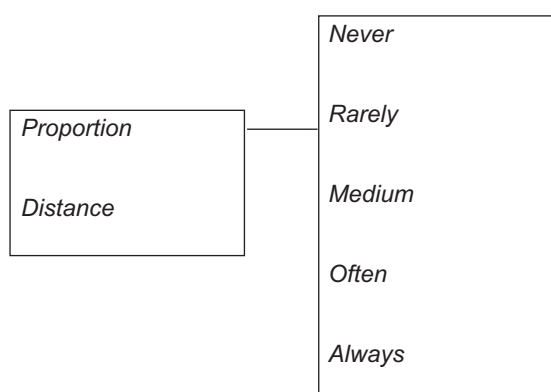 Proportion
Distance
Never
Rarely
Medium
Often
Always